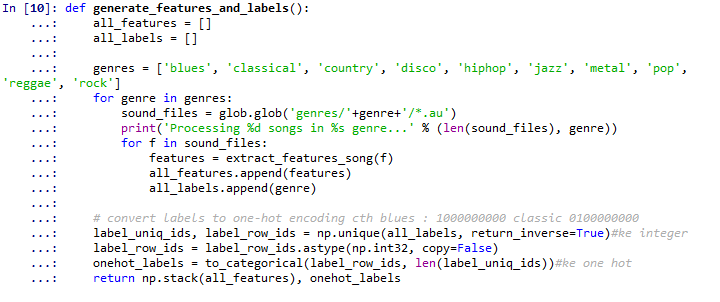 In [10]: def generate_features_and_labels():
    ...:     all_features = []
    ...:     all_labels = []
    ...:
    ...:     genres = ['blues', 'classical', 'country', 'disco', 'hiphop', 'jazz', 'metal', 'pop',
'reggae', 'rock']
    ...:     for genre in genres:
    ...:         sound_files = glob.glob('genres/'+genre+'/*.au')
    ...:         print('Processing %d songs in %s genre...' % (len(sound_files), genre))
    ...:         for f in sound_files:
    ...:             features = extract_features_song(f)
    ...:             all_features.append(features)
    ...:             all_labels.append(genre)
    ...:
    ...:     # convert labels to one-hot encoding cth blues : 1000000000 classic 0100000000
    ...:     label_uniq_ids, label_row_ids = np.unique(all_labels, return_inverse=True)#ke integer
    ...:     label_row_ids = label_row_ids.astype(np.int32, copy=False)
    ...:     onehot_labels = to_categorical(label_row_ids, len(label_uniq_ids))#ke one hot
    ...:     return np.stack(all_features), onehot_labels